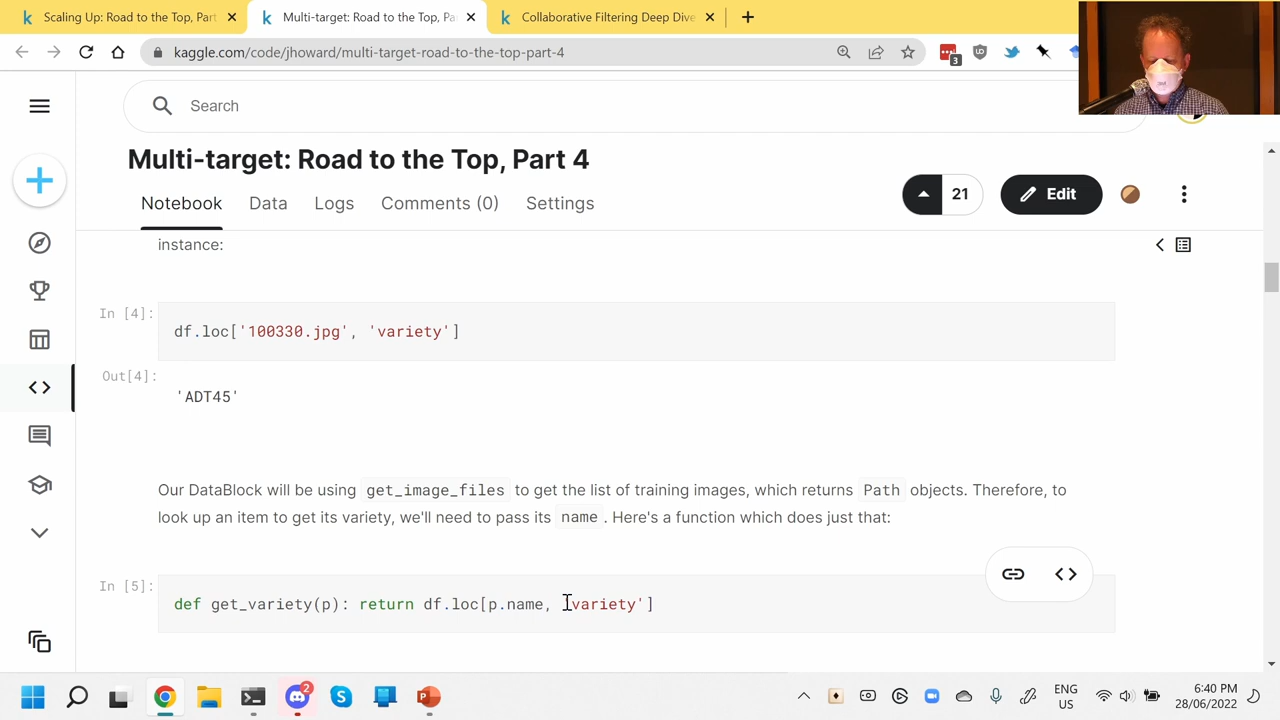 Scaling Up: Road to the Top, Part
Multi-target: Road to the Top, Pa
Collaborative Filtering Deep Dive
kaggle.com/code/jhoward/multi-target-road-to-the-top-part-4
3
Search
Multi-target: Road to the Top, Part 4
Notebook Data Logs Comments (0) Settings
21 Edit
instance:
In [4]:
df.loc['100330.jpg', 'variety']
Out[4]:
'ADT45'
Our DataBlock will be using get_image_files to get the list of training images, which returns Path objects. Therefore, to
look up an item to get its variety, we'll need to pass its name . Here's a function which does just that:
In [5]:
def get_variety(p): return df.loc[p.name, 'variety']
2
ENG
US
6:40 PM
28/06/2022